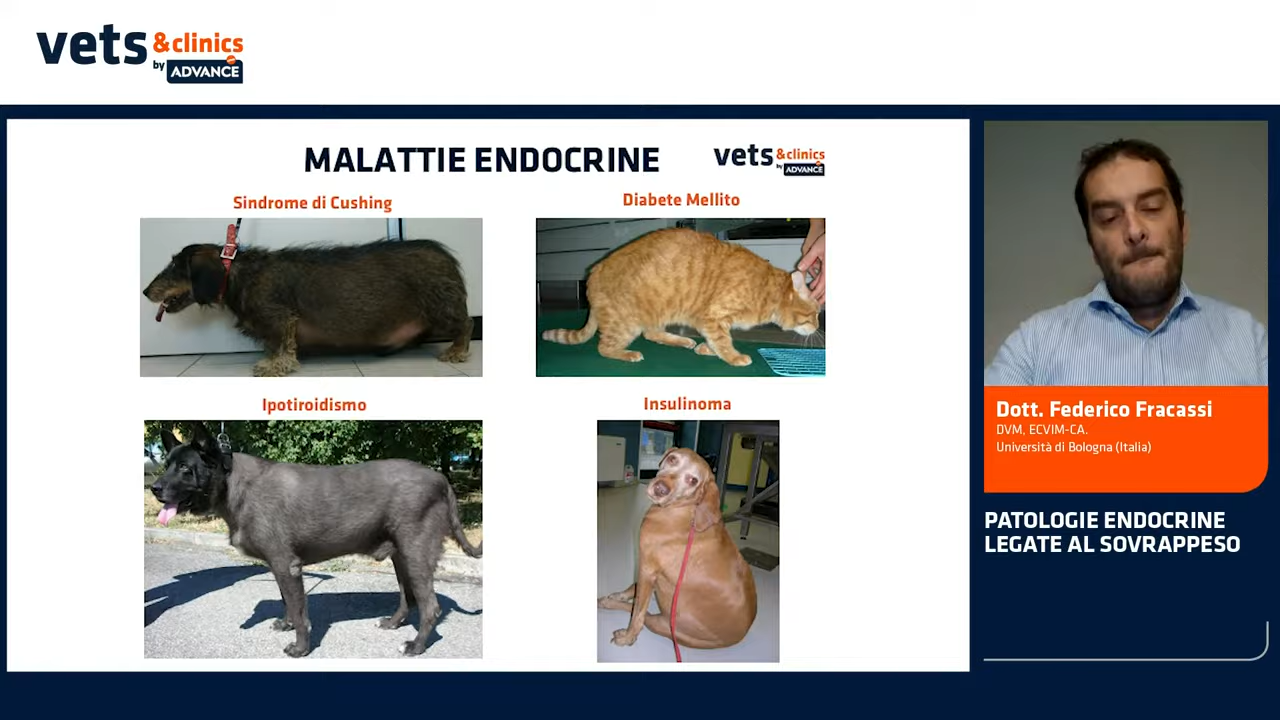 vets &clinics
by ADVANCE
MALATTIE ENDOCRINE
vets &clinics
by ADVANCE
Sindrome di Cushing
Diabete Mellito
Ipotiroidismo
Insulinoma
Dott. Federico Fracassi
DVM, ECVIM-CA.
Università di Bologna (Italia)
PATOLOGIE ENDOCRINE
LEGATE AL SOVRAPPESO